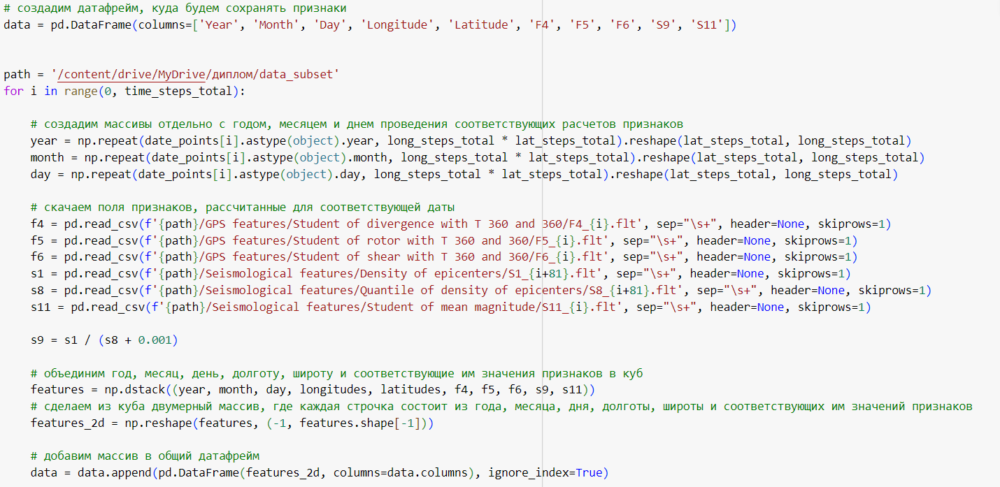 # создадим датафрейм, куда будем сохранять признаки
data = pd.DataFrame(columns=['Year', 'Month', 'Day', 'Longitude', 'Latitude', 'F4', 'F5', 'F6', 'S9', 'S11'])
path = '/content/drive/MyDrive/диплом/data_subset'
for i in range(0, time_steps_total):
    # создадим массивы отдельно с годом, месяцем и днем проведения соответствующих расчетов признаков
    year = np.repeat(date_points[i].astype(object).year, long_steps_total * lat_steps_total).reshape(lat_steps_total, long_steps_total)
    month = np.repeat(date_points[i].astype(object).month, long_steps_total * lat_steps_total).reshape(lat_steps_total, long_steps_total)
    day = np.repeat(date_points[i].astype(object).day, long_steps_total * lat_steps_total).reshape(lat_steps_total, long_steps_total)
    # скачаем поля признаков, рассчитанные для соответствующей даты
    f4 = pd.read_csv(f'{path}/GPS features/Student of divergence with T 360 and 360/F4_{i}.flt', sep="\s+", header=None, skiprows=1)
    f5 = pd.read_csv(f'{path}/GPS features/Student of rotor with T 360 and 360/F5_{i}.flt', sep="\s+", header=None, skiprows=1)
    f6 = pd.read_csv(f'{path}/GPS features/Student of shear with T 360 and 360/F6_{i}.flt', sep="\s+", header=None, skiprows=1)
    s1 = pd.read_csv(f'{path}/Seismological features/Density of epicenters/S1_{i+81}.flt', sep="\s+", header=None, skiprows=1)
    s8 = pd.read_csv(f'{path}/Seismological features/Quantile of density of epicenters/S8_{i+81}.flt', sep="\s+", header=None, skiprows=1)
    s11 = pd.read_csv(f'{path}/Seismological features/Student of mean magnitude/S11_{i}.flt', sep="\s+", header=None, skiprows=1)
    s9 = s1 / (s8 + 0.001)
    # объединим год, месяц, день, долготу, широту и соответствующие им значения признаков в куб
    features = np.dstack((year, month, day, longitudes, latitudes, f4, f5, f6, s9, s11))
    # сделаем из куба двумерный массив, где каждая строчка состоит из года, месяца, дня, долготы, широты и соответствующих им значений признаков
    features_2d = np.reshape(features, (-1, features.shape[-1]))
    # добавим массив в общий датафрейм
    data = data.append(pd.DataFrame(features_2d, columns=data.columns), ignore_index=True)